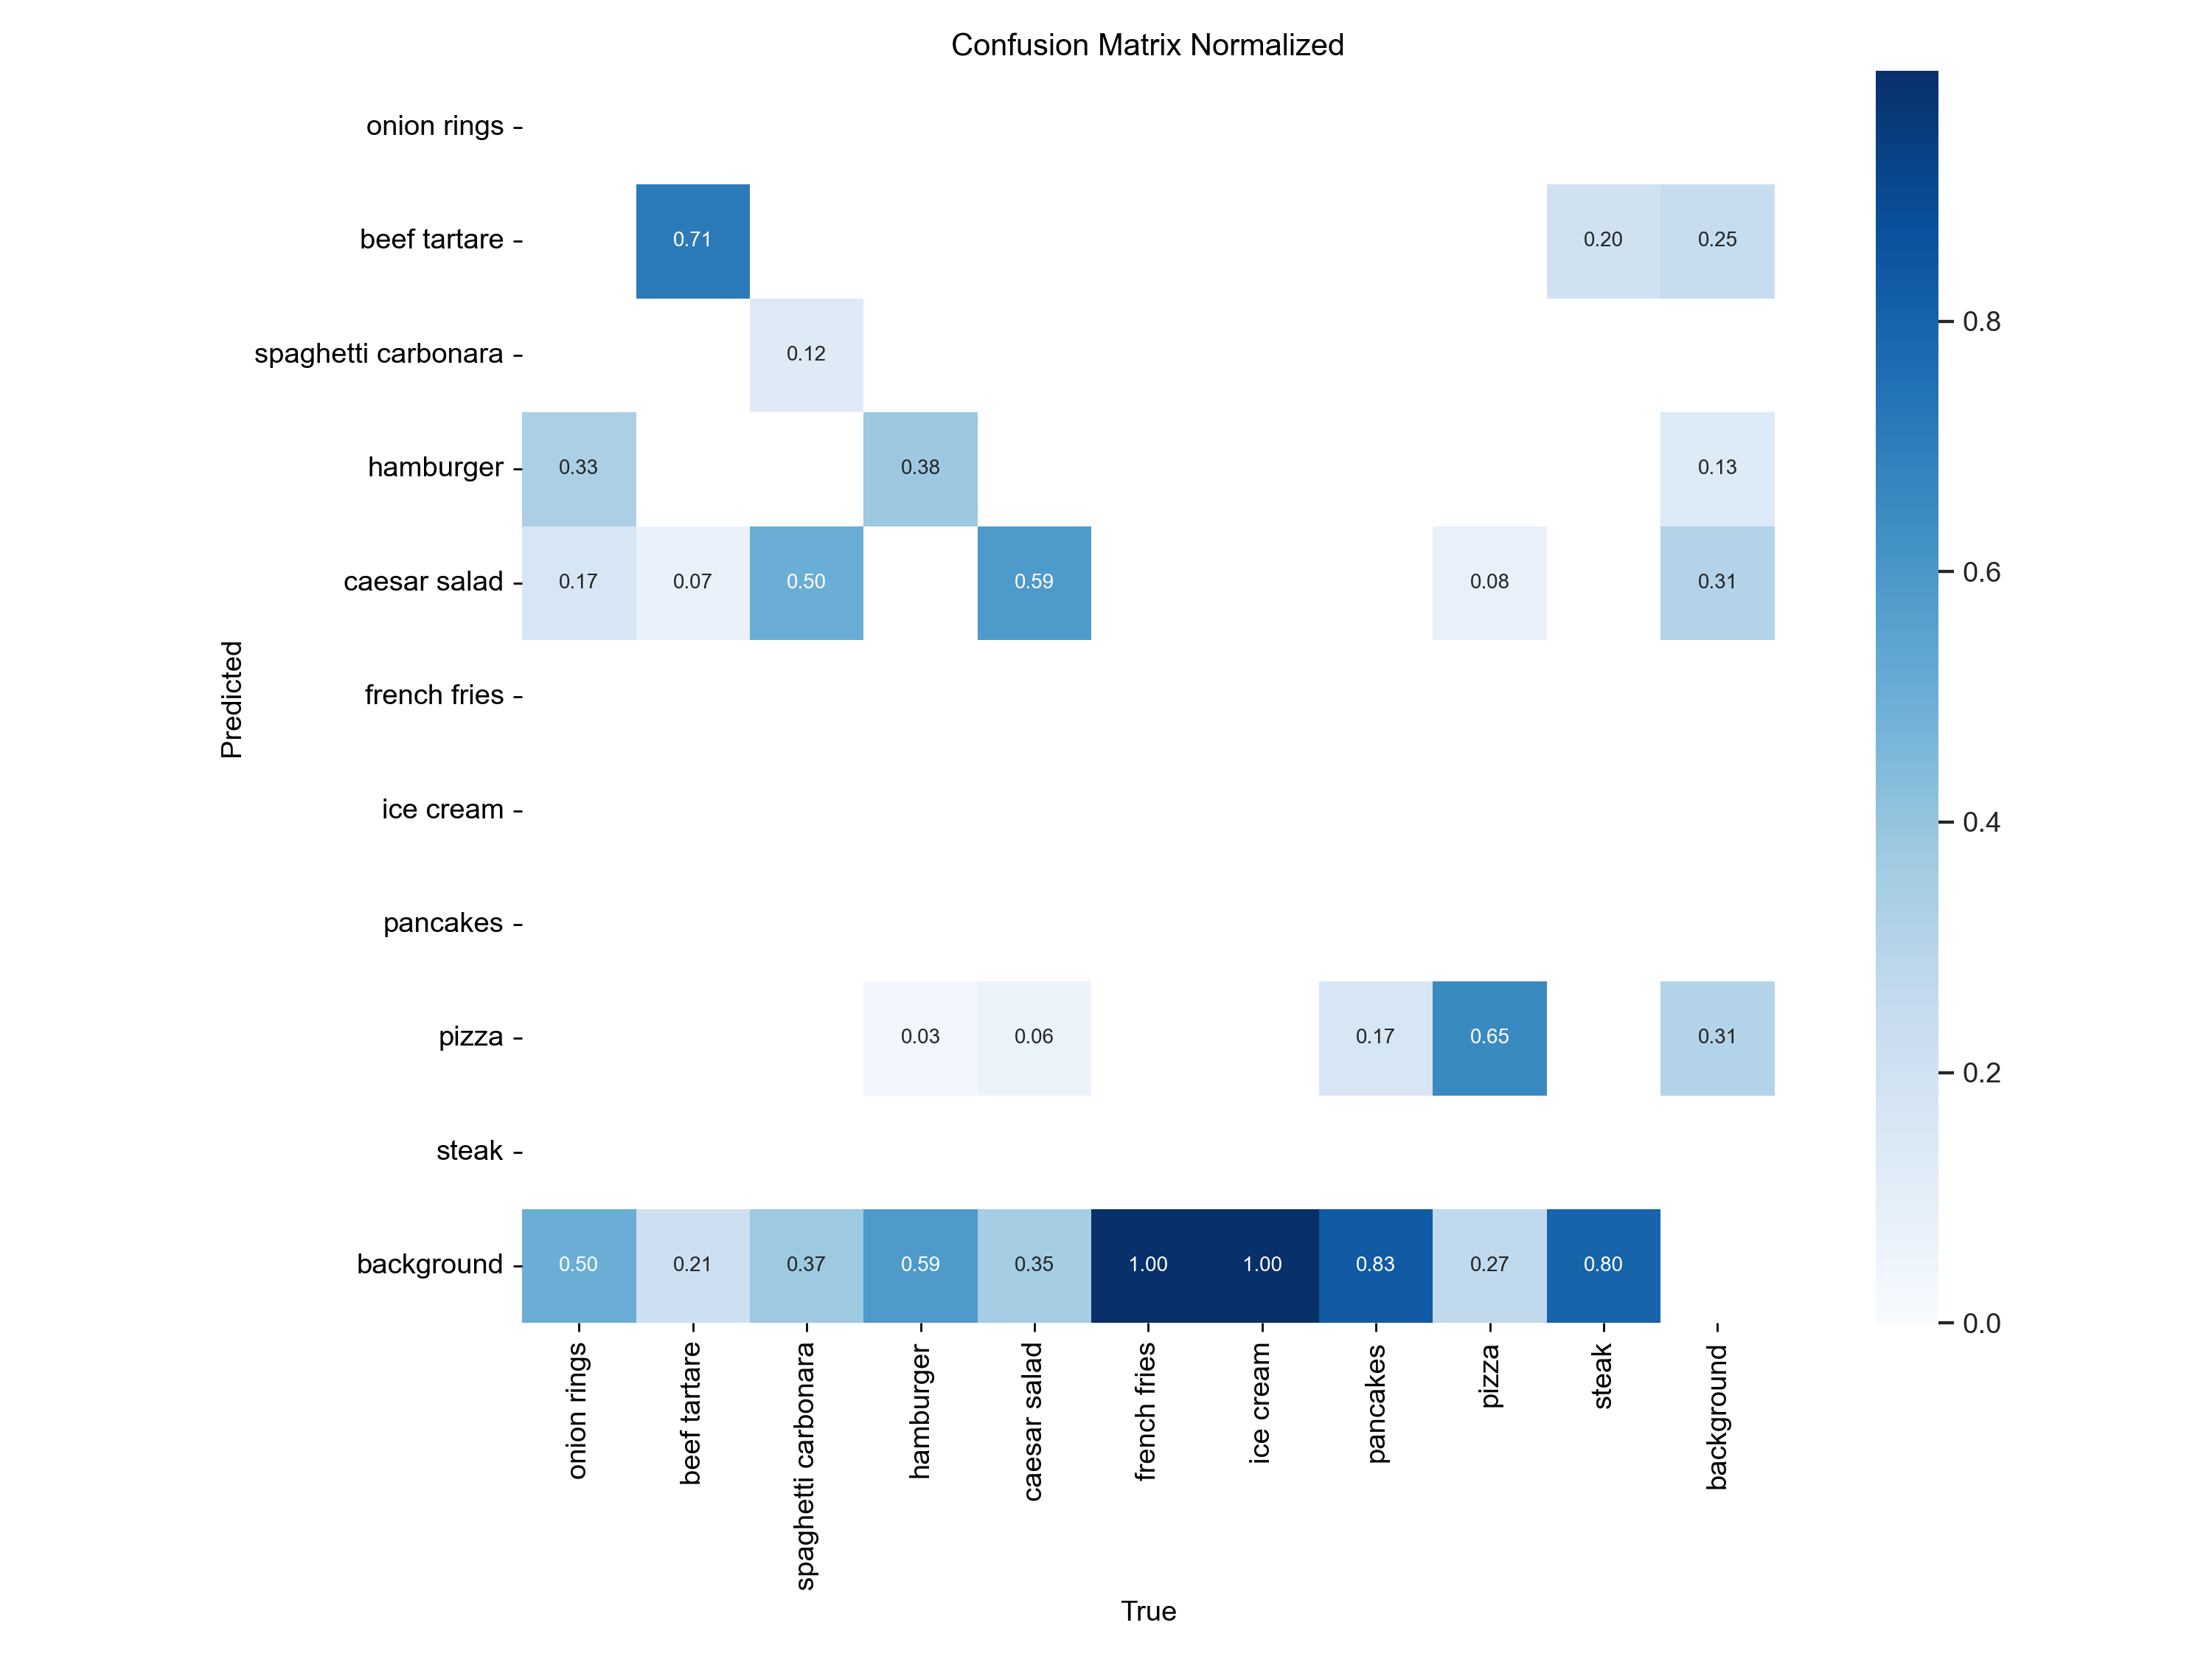 Confusion Matrix Normalized
onion rings
beef tartare
0.71
0.20
0.25
0.8
spaghetti carbonara
0.12
hamburger
0.33
0.38
0.13
caesar salad
0.17
0.07
0.50
0.59
0.08
0.31
0.6
Predicted
french fries
ice cream
0.4
pancakes
pizza
0.03
0.06
0.17
0.65
0.31
0.2
steak
background
0.50
0.21
0.37
0.59
0.35
1.00
1.00
0.83
0.27
0.80
0.0
onion rings
beef tartare
spaghetti carbonara
hamburger
caesar salad
french fries
ice cream
pancakes
pizza
steak
background
True